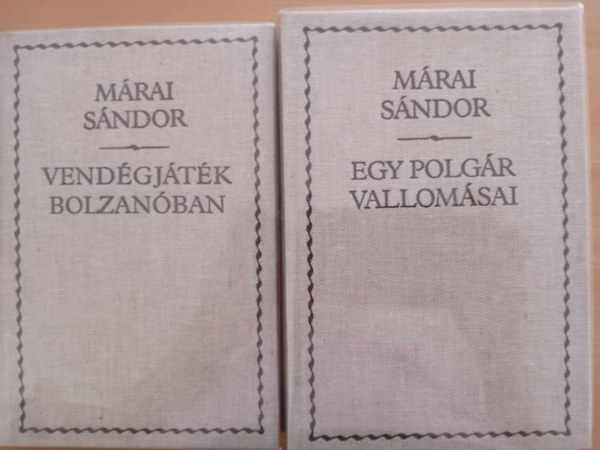 MÁRAI
SÁNDOR
VENDÉGJÁTÉK
BOLZANÓBAN
MÁRAI
SÁNDOR
EGY POLGÁR
VALLOMÁSAI